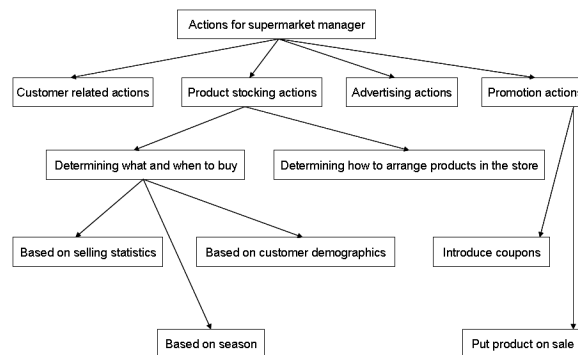 Actions for supermarket manager
Customer related actions
Product stocking actions
Advertising actions
Promotion actions
Determining what and when to buy
Determining how to arrange products in the store
Based on selling statistics
Based on customer demographics
Introduce coupons
Based on season
Put product on sale